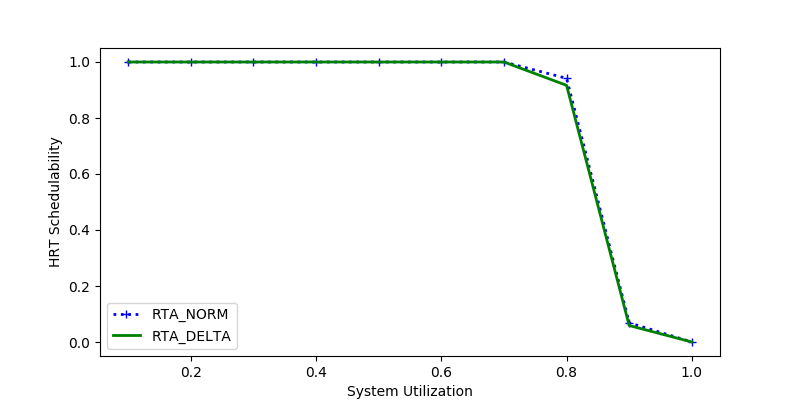 1.0
0.8
0.6
0.4
0.2
0.0
HRT Schedulability
RTA_NORM
RTA_DELTA
0.2 0.4 0.6 0.8 1.0
System Utilization